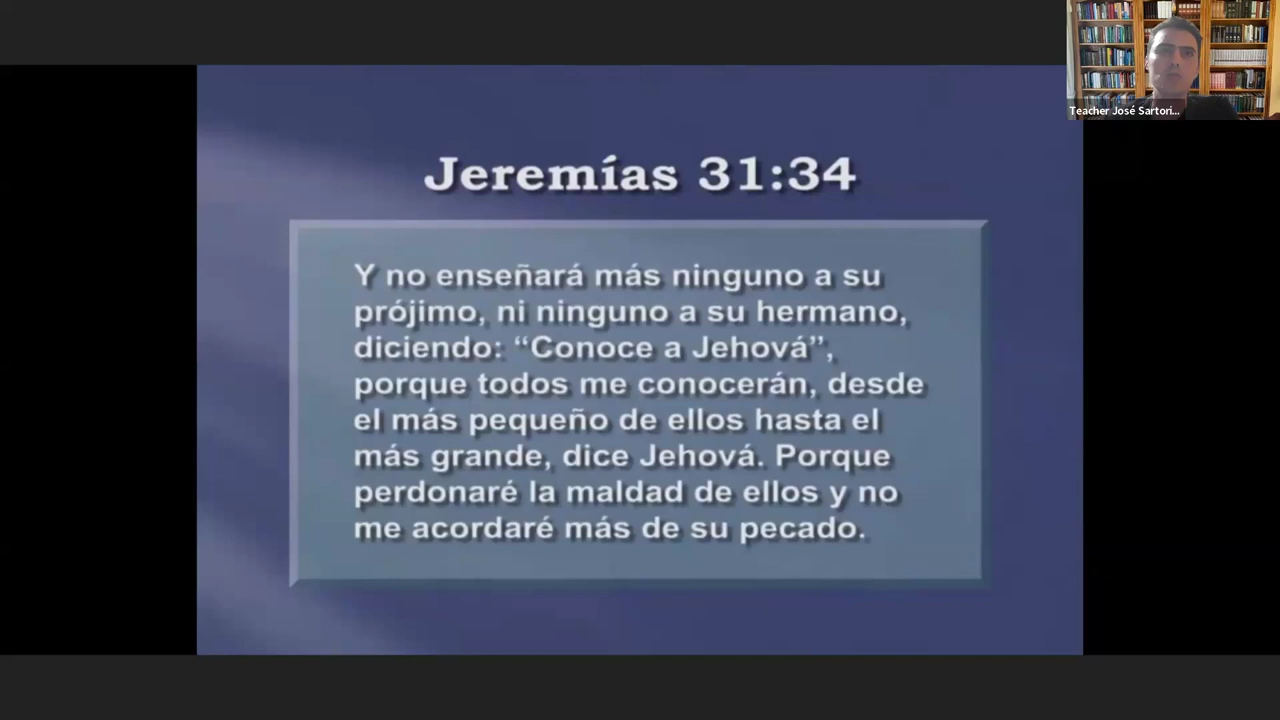 Teacher José Sartori...
Jeremías 31:34
Y no enseñará más ninguno a su
prójimo, ni ninguno a su hermano,
diciendo: “Conoce a Jehová”,
porque todos me conocerán, desde
el más pequeño de ellos hasta el
más grande, dice Jehová. Porque
perdonaré la maldad de ellos y no
me acordaré más de su pecado.